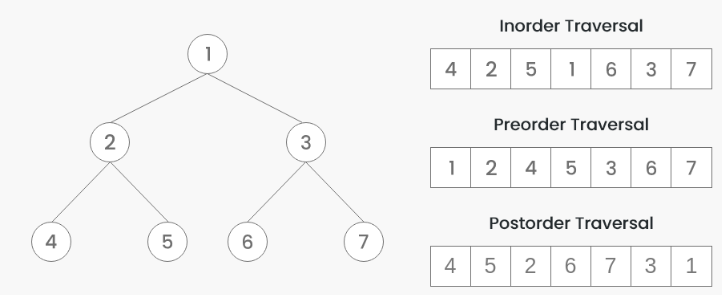 1
2 3
4 5 6 7
Inorder Traversal
4 2 5 1 6 3 7
Preorder Traversal
1 2 4 5 3 6 7
Postorder Traversal
4 5 2 6 7 3 1